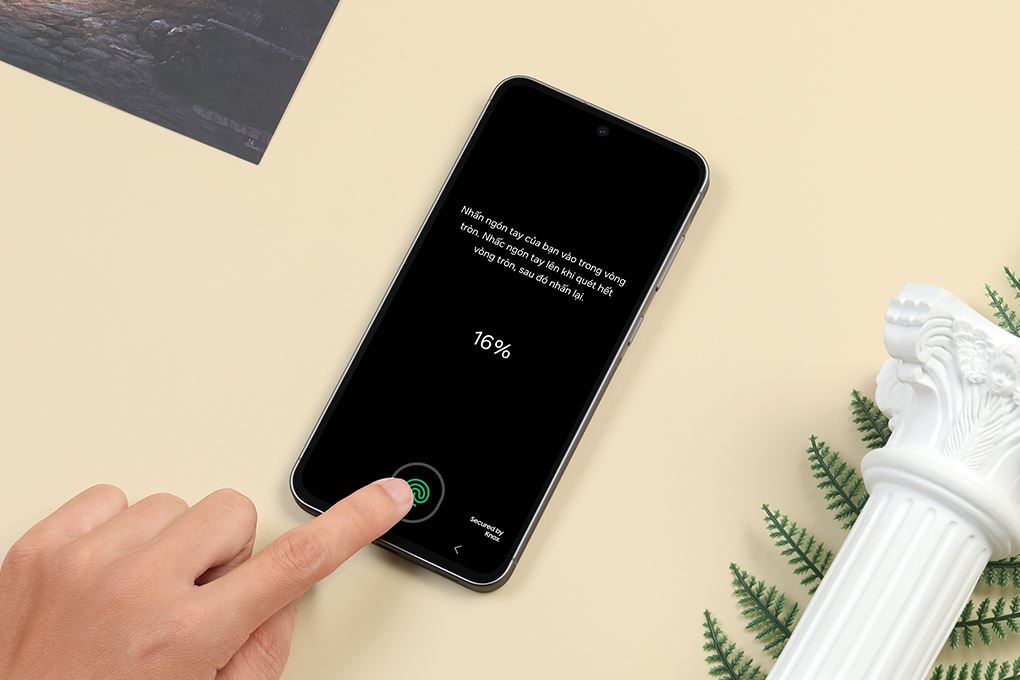 Nhấn ngón tay của bạn vào trong vòng
tròn. Nhấc ngón tay lên khi quét hết
vòng tròn, sau đó nhấn lại.
16%
Secured by
Knox